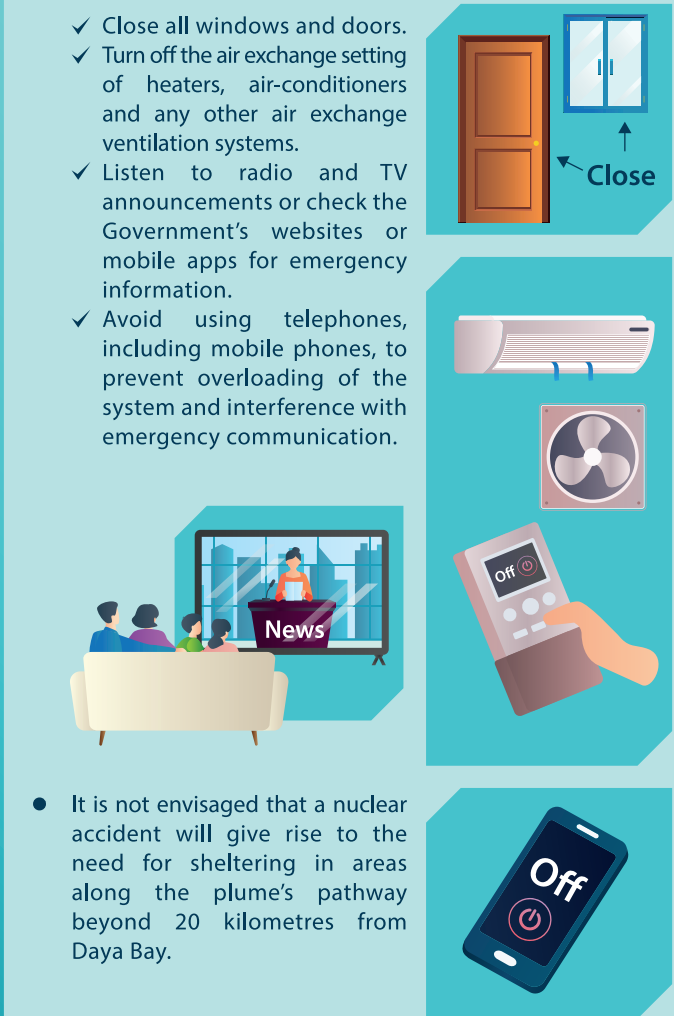 ✓ Close all windows and doors.
✓ Turn off the air exchange setting
of heaters, air-conditioners
and any other air exchange
ventilation systems.
✓ Listen to radio and TV
announcements or check the
Government's websites or
mobile apps for emergency
information.
✓ Avoid using telephones,
including mobile phones, to
prevent overloading of the
system and interference with
emergency communication.
Close
Off
News
● It is not envisaged that a nuclear
accident will give rise to the
need for sheltering in areas
along the plume's pathway
beyond 20 kilometres from
Daya Bay.
Off